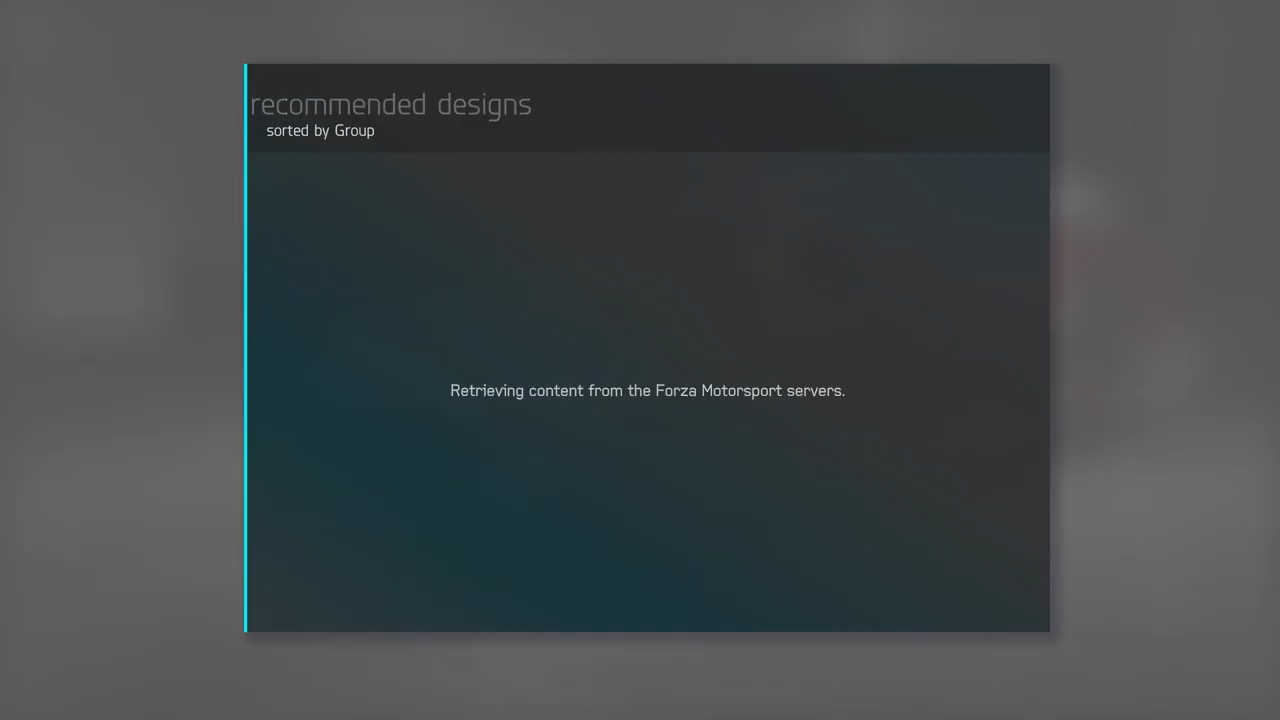 recommended designs
sorted by Group
Retrieving content from the Forza Motorsport servers.